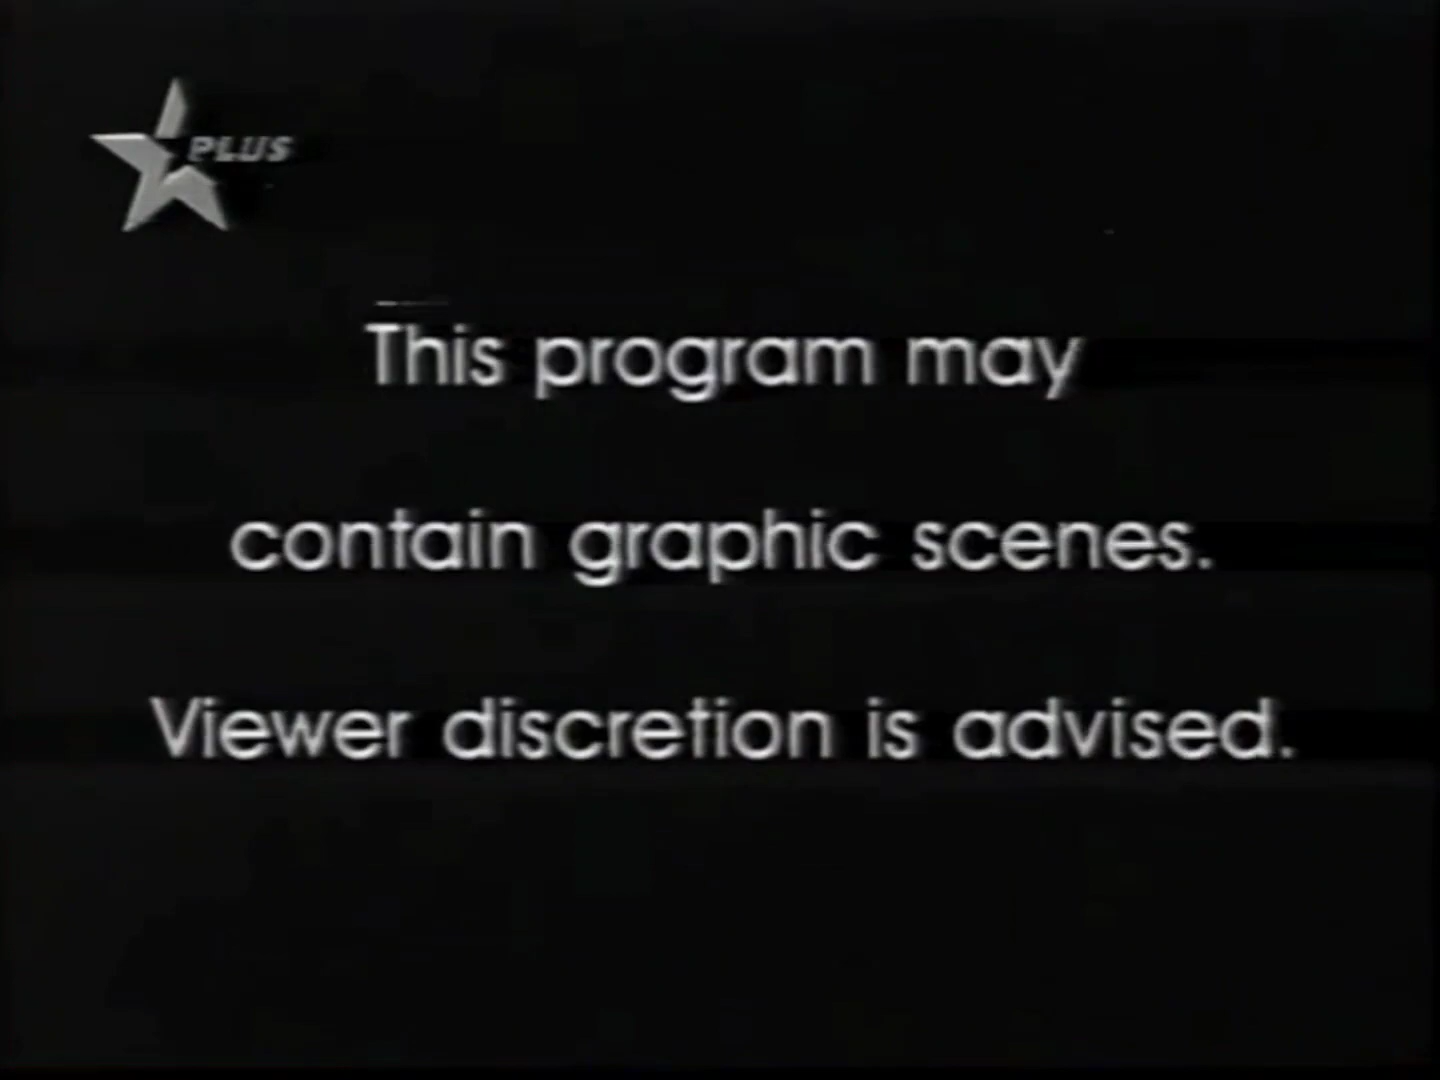 PLUS
This program may
contain graphic scenes.
Viewer discretion is advised.